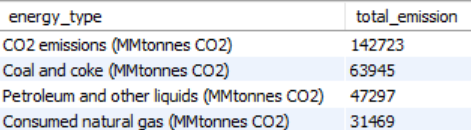 energy_type total_emission
CO2 emissions (MMtonnes CO2) 142723
Coal and coke (MMtonnes CO2) 63945
Petroleum and other liquids (MMtonnes CO2) 47297
Consumed natural gas (MMtonnes CO2) 31469